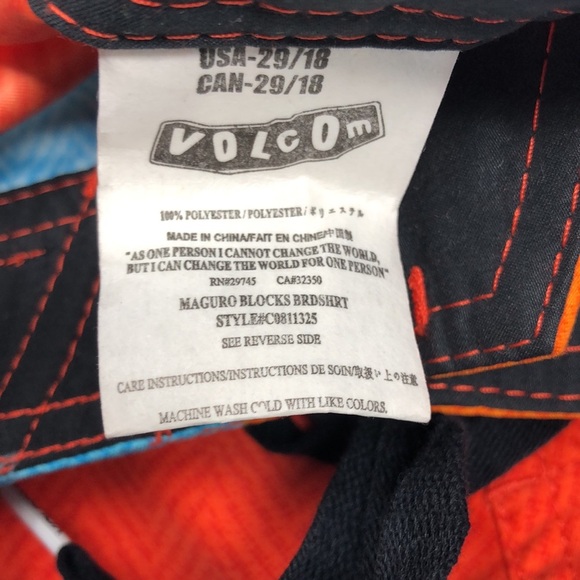 USA-29/18
CAN-29/18
VOLCOM
100% POLYESTER/POLYESTER/ポリエステル
MADE IN CHINA/FAIT EN CHINE/中国製
"AS ONE PERSON I CANNOT CHANGE THE WORLD,
BUT I CAN CHANGE THE WORLD FOR ONE PERSON"
RN#29745 CA#32350
MAGURO BLOCKS BRDSHRT
STYLE#C0811325
SEE REVERSE SIDE
CARE INSTRUCTIONS/INSTRUCTIONS DE SOIN/取扱い上の注意
MACHINE WASH COLD WITH LIKE COLORS.